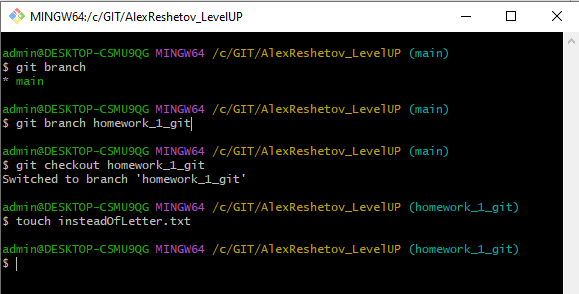 MINGW64:/c/GIT/AlexReshetov_LevelUP
admin@DESKTOP-CSMU9QG MINGW64 /c/GIT/AlexReshetov_LevelUP (main)
$ git branch
* main
admin@DESKTOP-CSMU9QG MINGW64 /c/GIT/AlexReshetov_LevelUP (main)
$ git branch homework_1_git
admin@DESKTOP-CSMU9QG MINGW64 /c/GIT/AlexReshetov_LevelUP (main)
$ git checkout homework_1_git
Switched to branch 'homework_1_git'
admin@DESKTOP-CSMU9QG MINGW64 /c/GIT/AlexReshetov_LevelUP (homework_1_git)
$ touch insteadOfLetter.txt
admin@DESKTOP-CSMU9QG MINGW64 /c/GIT/AlexReshetov_LevelUP (homework_1_git)
$